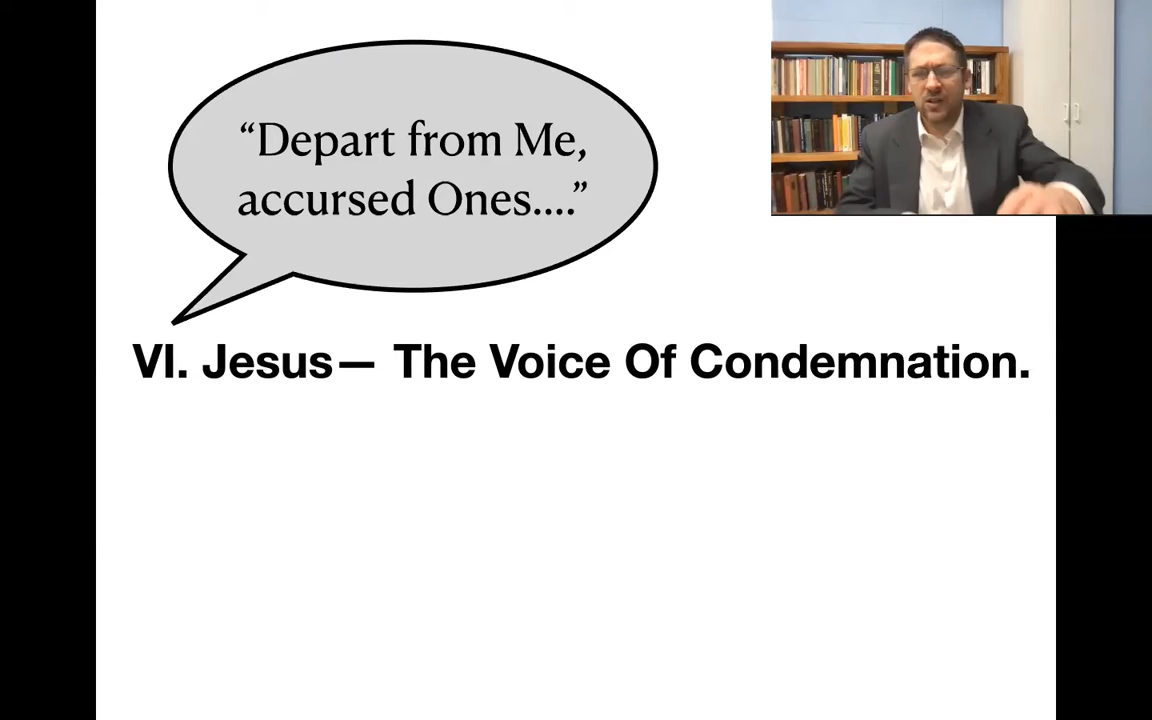 “Depart from Me,
accursed Ones....”
VI. Jesus— The Voice Of Condemnation.